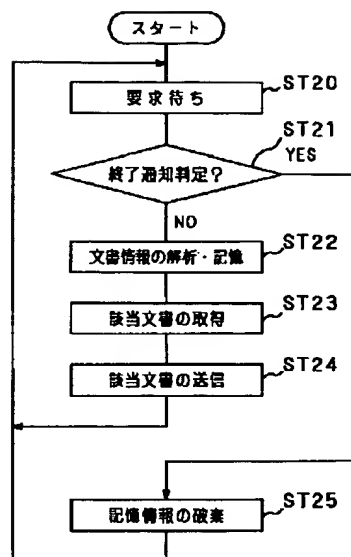 スタート
要求待ち
ST20
ST21
終了通知判定?
YES
NO
文書情報の解析・記憶
ST22
該当文書の取得
ST23
該当文書の送信
ST24
記憶情報の破棄
ST25